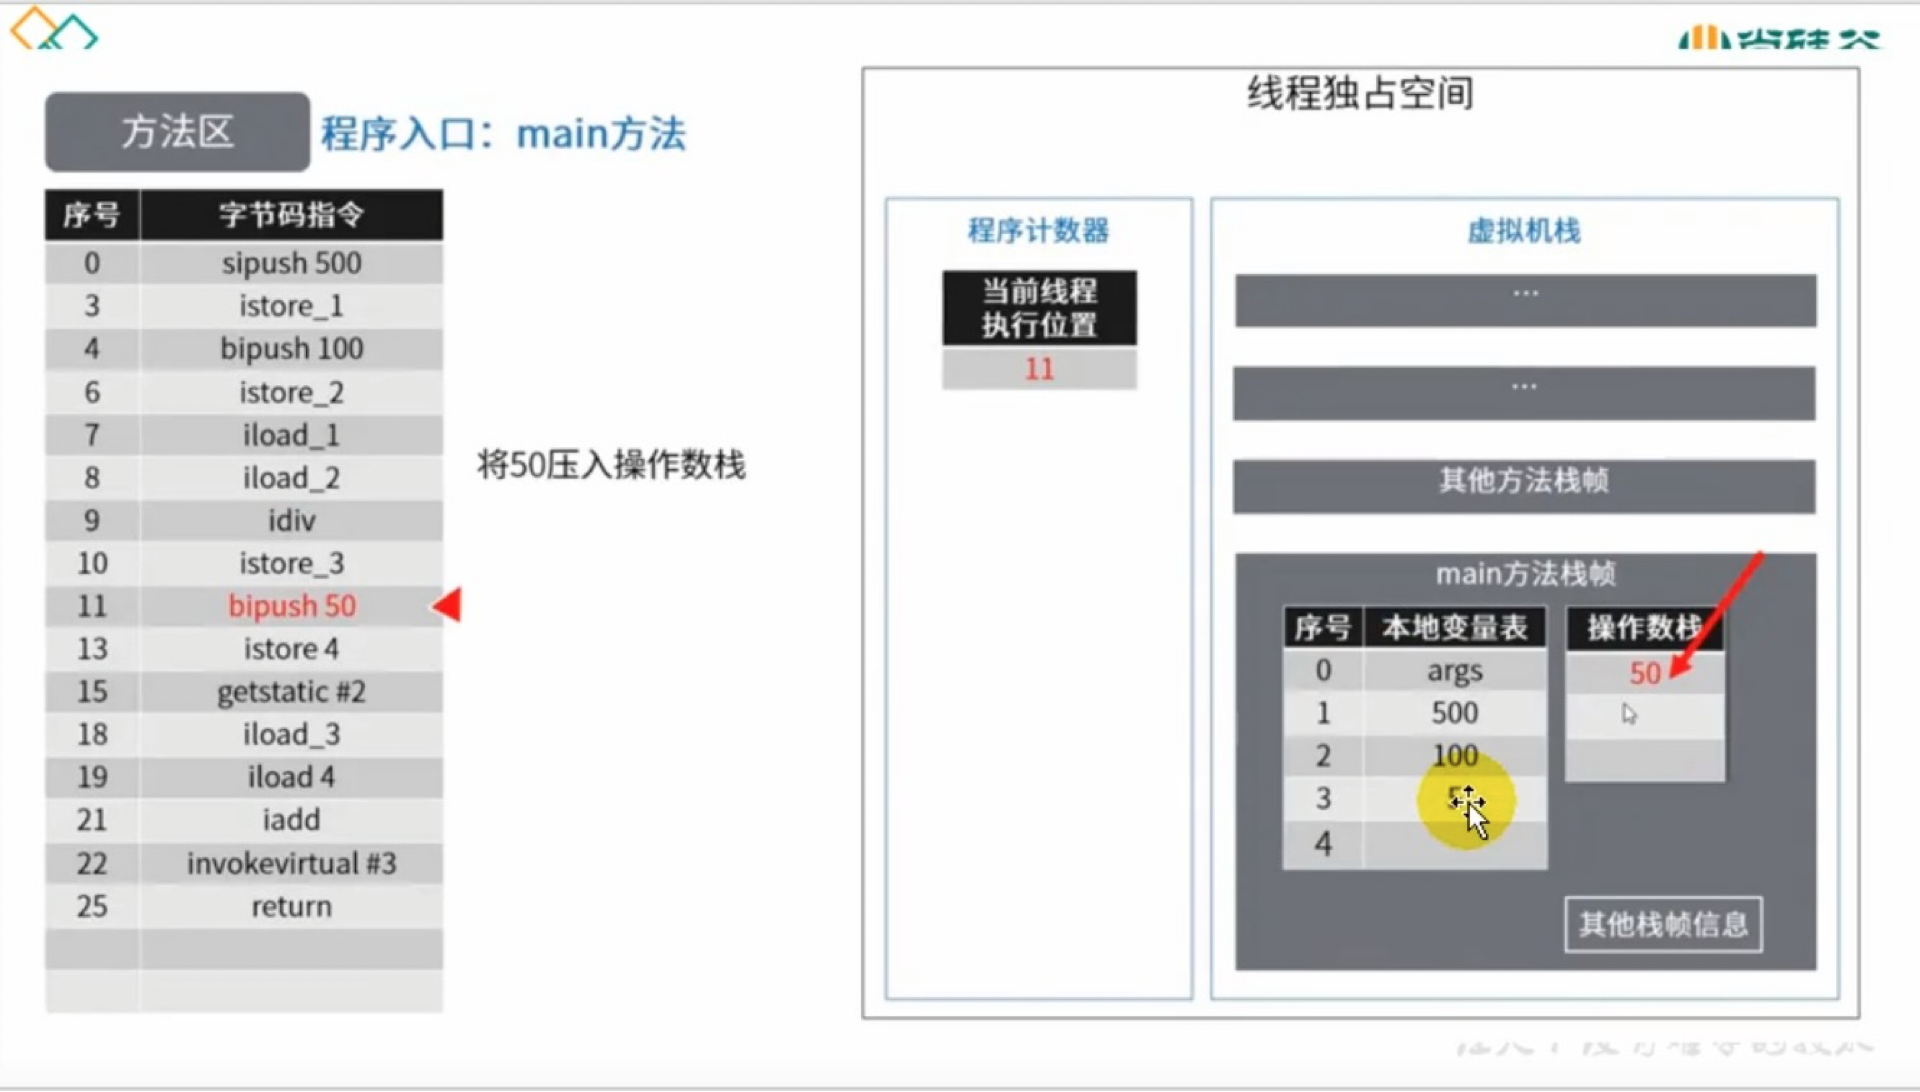 尚硅谷
方法区
程序入口：main方法
序号 字节码指令
0 sipush 500
3 istore_1
4 bipush 100
6 istore_2
7 iload_1
8 iload_2
9 idiv
10 istore_3
11 bipush 50
13 istore 4
15 getstatic #2
18 iload_3
19 iload 4
21 iadd
22 invokevirtual #3
25 return
将50压入操作数栈
线程独占空间
程序计数器
当前线程
执行位置
11
虚拟机栈
...
...
其他方法栈帧
main方法栈帧
序号 本地变量表
0 args
1 500
2 100
3 5
4
操作数栈
50
其他栈帧信息